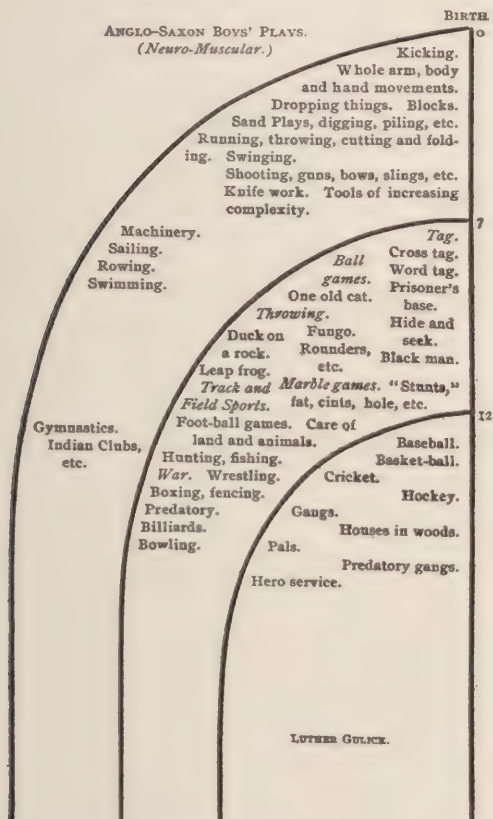 BIRTH
0
ANGLO-SAXON BOYS' PLAYS.
(Neuro-Muscular.)
Kicking.
Whole arm, body
and hand movements.
Dropping things. Blocks.
Sand Plays, digging, piling, etc.
Running, throwing, cutting and fold-
ing. Swinging.
Shooting, guns, bows, slings, etc.
Knife work. Tools of increasing
complexity.
Machinery.
Sailing.
Rowing.
Swimming.
Gymnastics.
Indian Clubs,
etc.
7
Tag.
Cross tag.
Word tag.
Prisoner's
base.
Hide and
seek.
Black man.
"Stunts,"
Ball
games.
One old cat.
Fungo.
Rounders,
etc.
Marble games.
fat, cints, hole, etc.
Throwing.
Duck on
a rock.
Leap frog.
Track and
Field Sports.
Foot-ball games. Care of
land and animals.
Hunting, fishing.
War. Wrestling.
Boxing, fencing.
Predatory.
Billiards.
Bowling.
12
Baseball.
Basket-ball.
Cricket.
Hockey.
Gangs.
Houses in woods.
Pals.
Predatory gangs.
Hero service.
LUTHER GULICK.